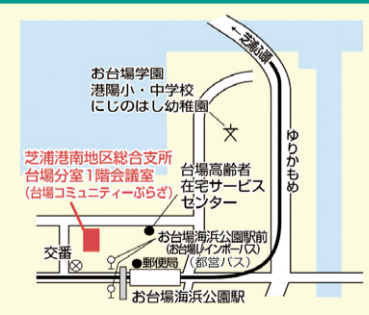 ←芝浦ふ頭
お台場学園
港陽小・中学校
にじのはし幼稚園
ゆりかもめ
芝浦港南地区総合支所
台場分室1階会議室
(台場コミュニティーぷらざ)
台場高齢者
在宅サービス
センター
お台場海浜公園駅前
(お台場レインボーバス)
(都営バス)
交番
郵便局
お台場海浜公園駅